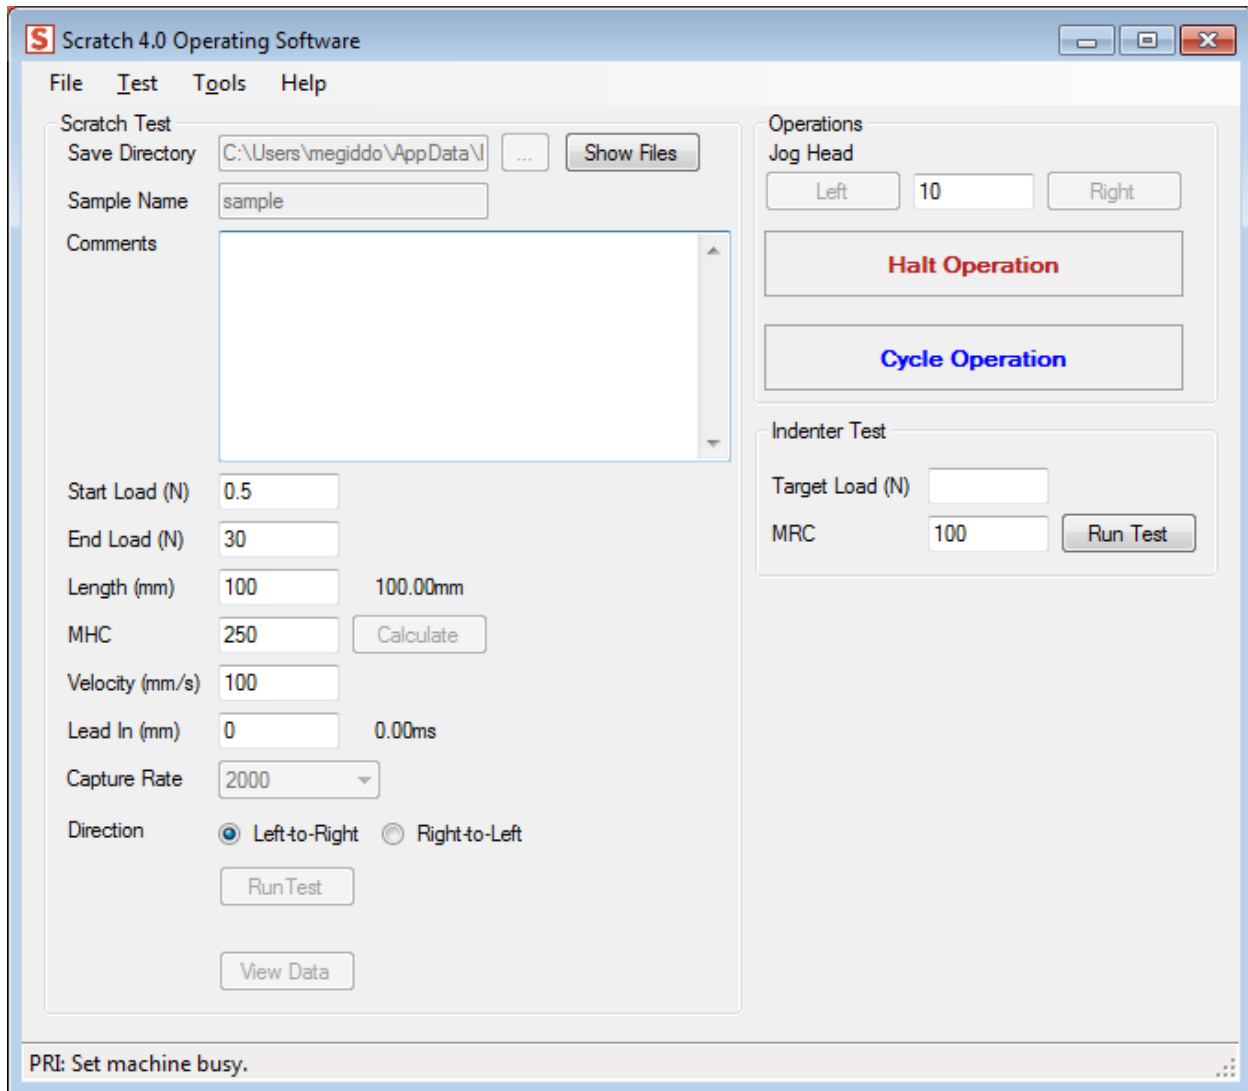 S Scratch 4.0 Operating Software
File Test Tools Help
Scratch Test
Save Directory C:\Users\megiddo\AppData\l ... Show Files
Sample Name sample
Comments
Start Load (N) 0.5
End Load (N) 30
Length (mm) 100 100.00mm
MHC 250 Calculate
Velocity (mm/s) 100
Lead In (mm) 0 0.00ms
Capture Rate 2000
Direction Left-to-Right Right-to-Left
Run Test
View Data
Operations
Jog Head
Left 10 Right
Halt Operation
Cycle Operation
Indenter Test
Target Load (N)
MRC 100 Run Test
PRI: Set machine busy.